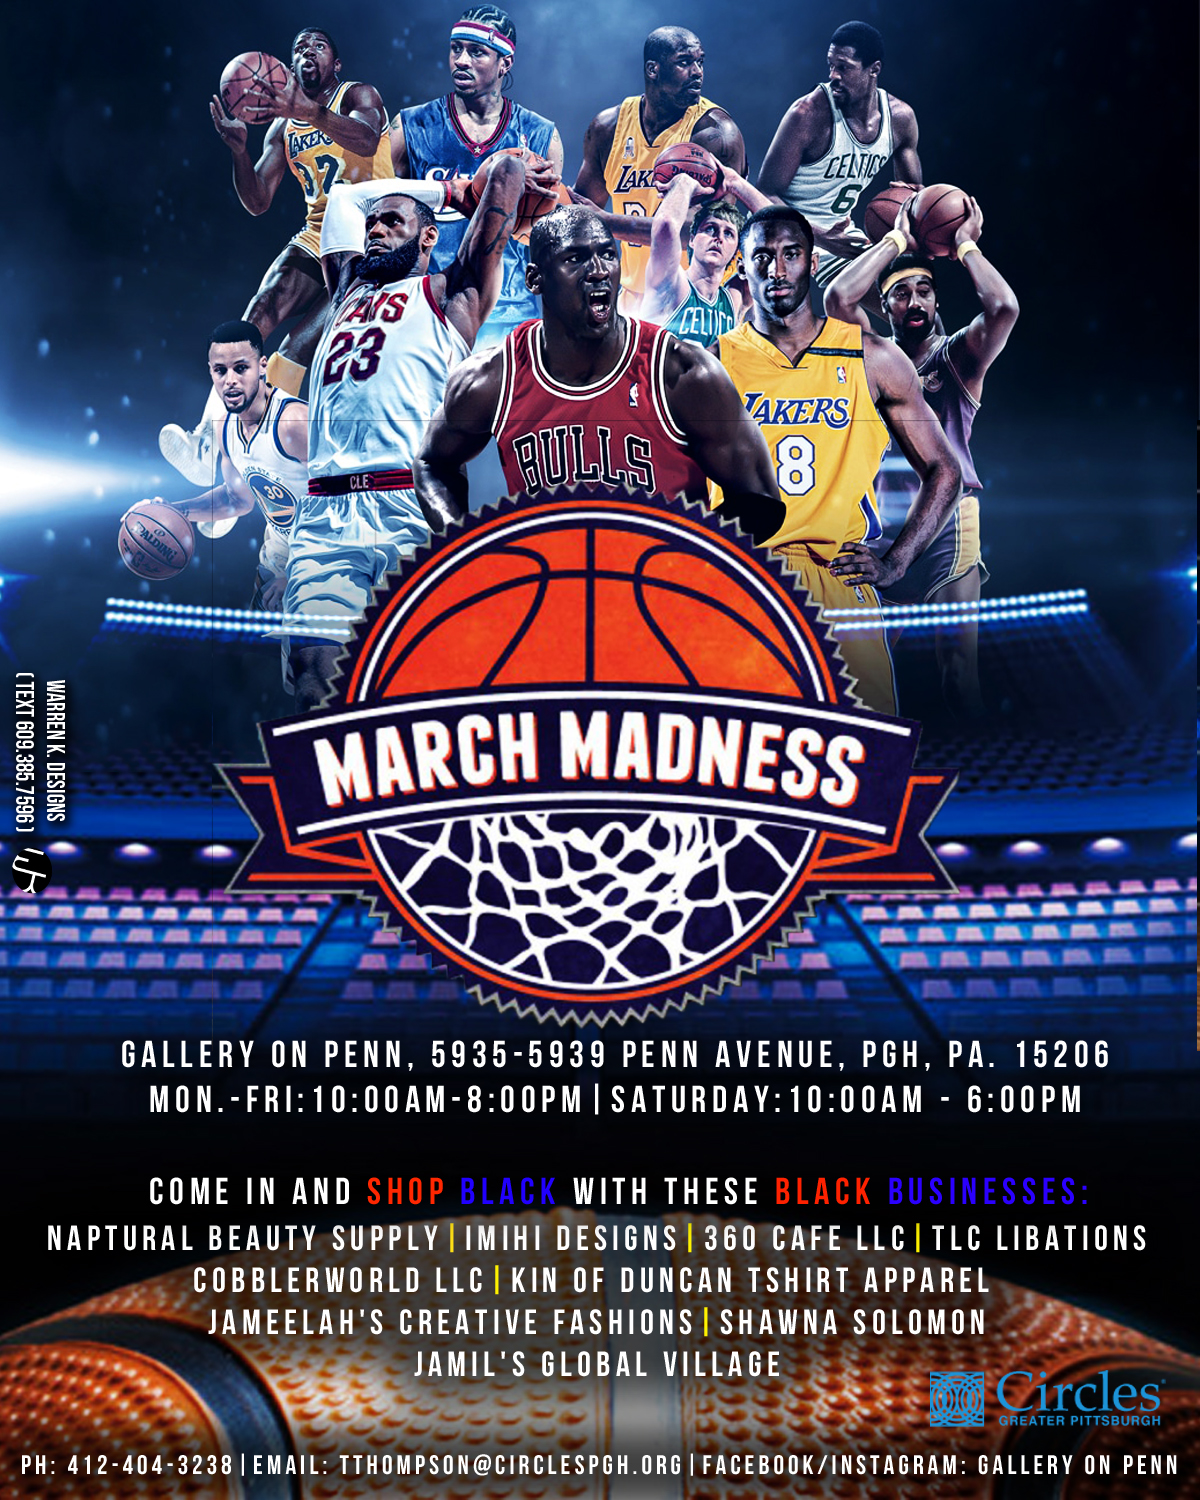 LAKERS
32
CELTICS
6
LAK
CAVS
23
CELTICS
BULLS
LAKERS
8
30
SPALDING
CLE
MARCH MADNESS
WARREN K. DESIGNS
( TEXT 609.385.7596 )
GALLERY ON PENN, 5935-5939 PENN AVENUE, PGH, PA. 15206
MON.-FRI:10:00AM-8:00PM|SATURDAY:10:00AM - 6:00PM
COME IN AND SHOP BLACK WITH THESE BLACK BUSINESSES:
NAPTURAL BEAUTY SUPPLY|IMIHI DESIGNS|360 CAFE LLC|TLC LIBATIONS
COBBLERWORLD LLC|KIN OF DUNCAN TSHIRT APPAREL
JAMEELAH'S CREATIVE FASHIONS|SHAWNA SOLOMON
JAMIL'S GLOBAL VILLAGE
Circles
GREATER PITTSBURGH
PH: 412-404-3238|EMAIL: TTHOMPSON@CIRCLESPGH.ORG|FACEBOOK/INSTAGRAM: GALLERY ON PENN